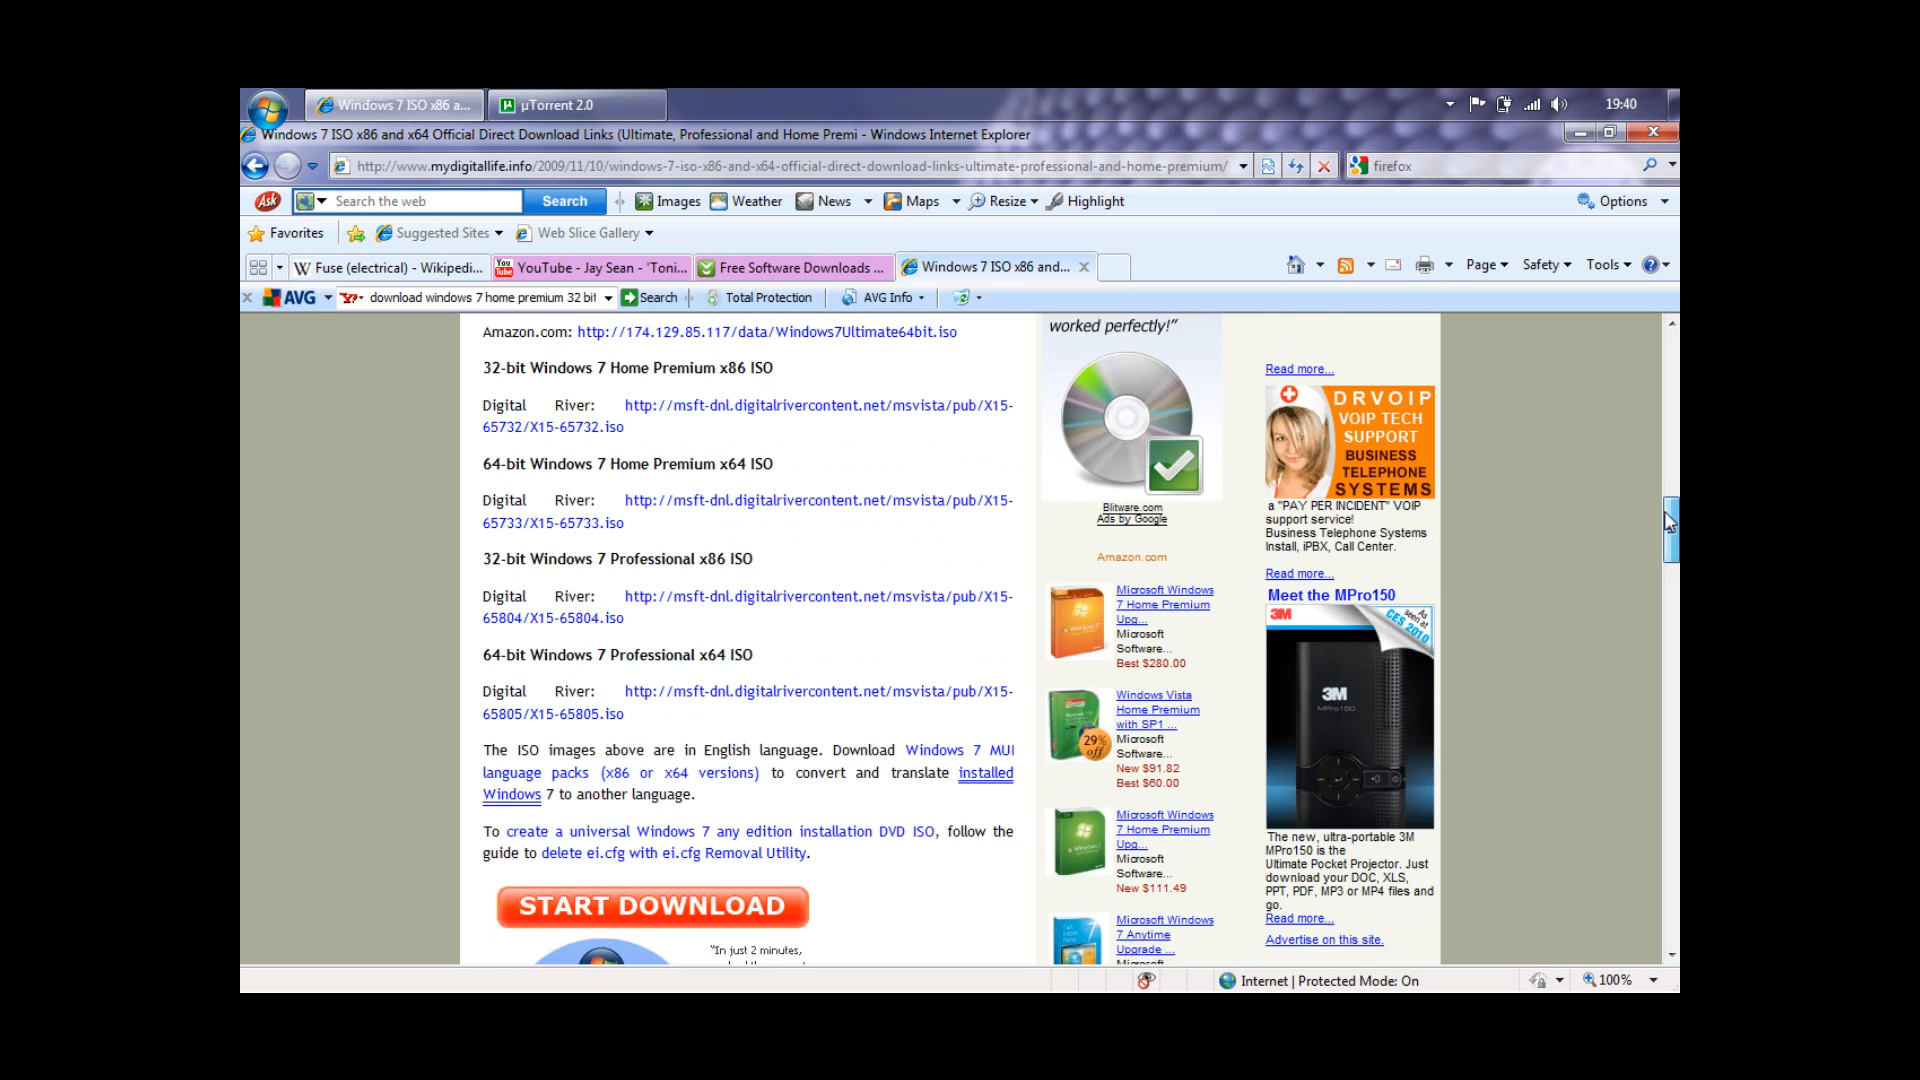 Windows 7 ISO x86 a...
µTorrent 2.0
19:40
Windows 7 ISO x86 and x64 Official Direct Download Links (Ultimate, Professional and Home Premi - Windows Internet Explorer
http://www.mydigitallife.info/2009/11/10/windows-7-iso-x86-and-x64-official-direct-download-links-ultimate-professional-and-home-premium/
firefox
Ask
Search the web
Search
Images
Weather
News
Maps
Resize
Highlight
Options
Favorites
Suggested Sites
Web Slice Gallery
W Fuse (electrical) - Wikipedi...
You Tube
YouTube - Jay Sean - 'Toni...
Free Software Downloads ...
Windows 7 ISO x86 and...
Page
Safety
Tools
AVG
download windows 7 home premium 32 bit
Search
Total Protection
AVG Info
Amazon.com: http://174.129.85.117/data/Windows7Ultimate64bit.iso
32-bit Windows 7 Home Premium x86 ISO
Digital River: http://msft-dnl.digitalrivercontent.net/msvista/pub/X15-
65732/X15-65732.iso
64-bit Windows 7 Home Premium x64 ISO
Digital River: http://msft-dnl.digitalrivercontent.net/msvista/pub/X15-
65733/X15-65733.iso
32-bit Windows 7 Professional x86 ISO
Digital River: http://msft-dnl.digitalrivercontent.net/msvista/pub/X15-
65804/X15-65804.iso
64-bit Windows 7 Professional x64 ISO
Digital River: http://msft-dnl.digitalrivercontent.net/msvista/pub/X15-
65805/X15-65805.iso
The ISO images above are in English language. Download Windows 7 MUI
language packs (x86 or x64 versions) to convert and translate installed
Windows 7 to another language.
To create a universal Windows 7 any edition installation DVD ISO, follow the
guide to delete ei.cfg with ei.cfg Removal Utility.
START DOWNLOAD
"In just 2 minutes,
worked perfectly!"
Blitware.com
Ads by Google
Amazon.com
Microsoft Windows
7 Home Premium
Upg...
Microsoft
Software...
Best $280.00
Windows Vista
Home Premium
with SP1 ...
Microsoft
Software...
New $91.82
Best $60.00
29%
off
Microsoft Windows
7 Home Premium
Upg...
Microsoft
Software...
New $111.49
Microsoft Windows
7 Anytime
Upgrade ...
Microsoft
Read more...
DRVOIP
VOIP TECH
SUPPORT
BUSINESS
TELEPHONE
SYSTEMS
a "PAY PER INCIDENT" VOIP
support service!
Business Telephone Systems
Install, iPBX, Call Center.
Read more...
Meet the MPro150
3M
As
seen at
CES 2010
3M
MPro150
The new, ultra-portable 3M
MPro150 is the
Ultimate Pocket Projector. Just
download your DOC, XLS,
PPT, PDF, MP3 or MP4 files and
go.
Read more...
Advertise on this site.
Internet | Protected Mode: On
100%